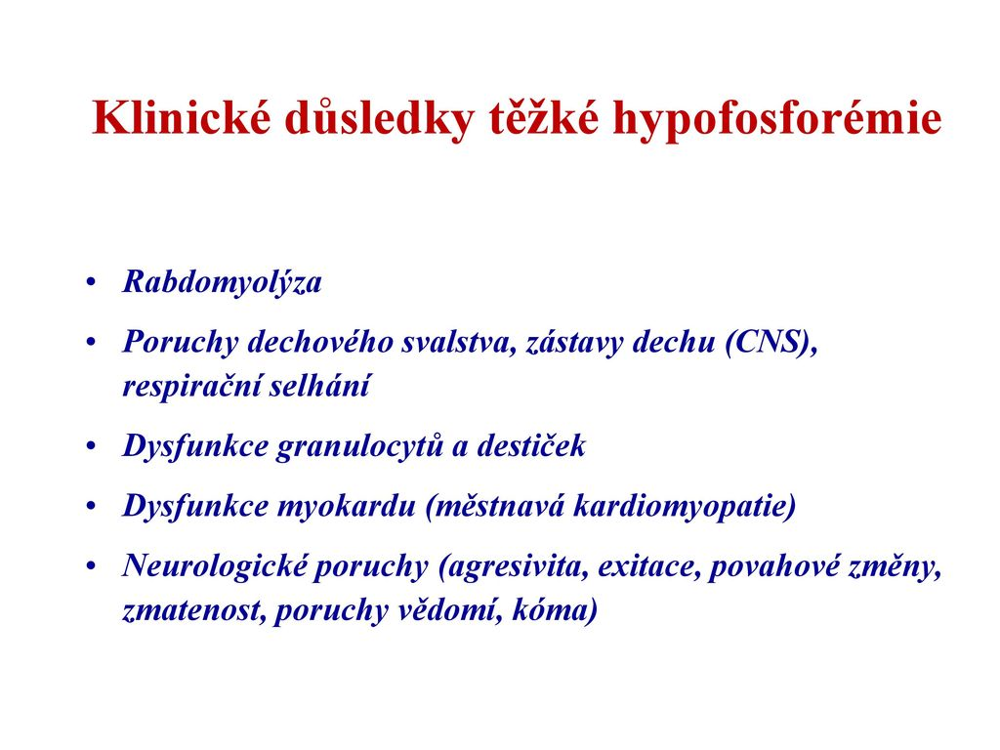 Klinické důsledky těžké hypofosforémie
• Rabdomyolýza
• Poruchy dechového svalstva, zástavy dechu (CNS),
respirační selhání
• Dysfunkce granulocytů a destiček
• Dysfunkce myokardu (městnavá kardiomyopatie)
• Neurologické poruchy (agresivita, exitace, povahové změny,
zmatenost, poruchy vědomí, kóma)